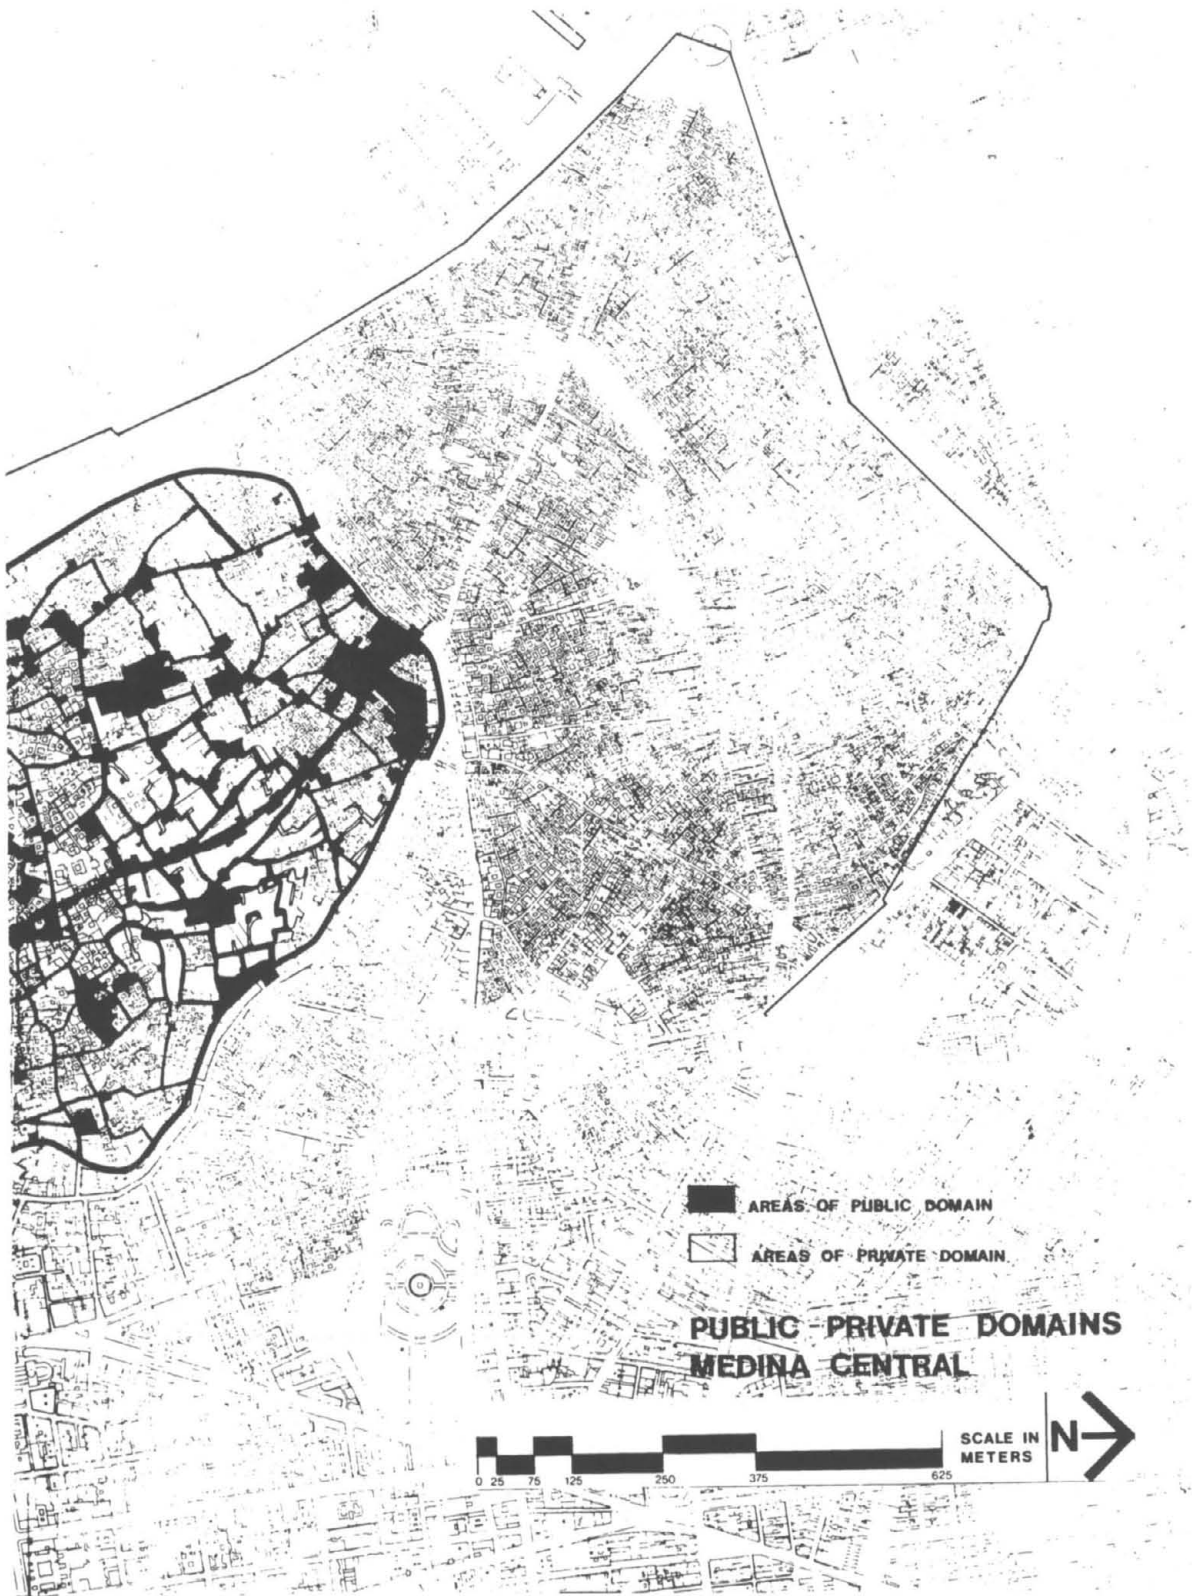 AREAS OF PUBLIC DOMAIN
AREAS OF PRIVATE DOMAIN
PUBLIC PRIVATE DOMAINS
MEDINA CENTRAL
SCALE IN
METERS
N
0 25 75 125 250 375 625